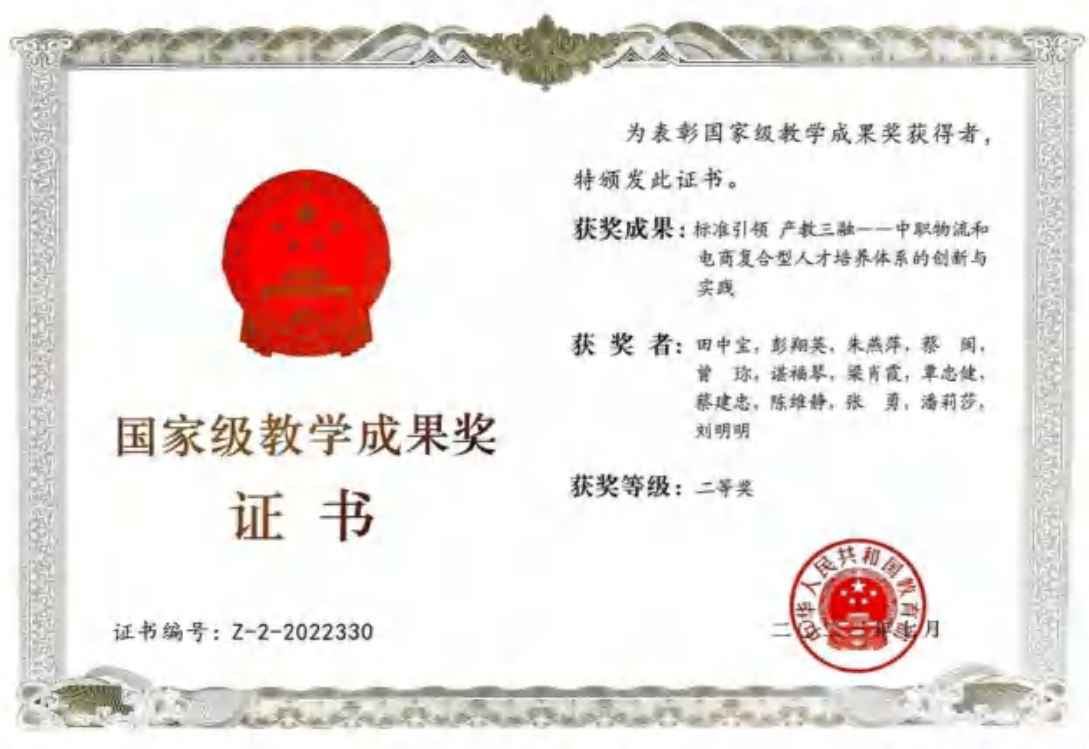 国家级教学成果奖
证 书
证书编号：Z-2-2022330
为表彰国家级教学成果奖获得者，
特颁发此证书。
获奖成果：标准引领 产教三融——中职物流和
电商复合型人才培养体系的创新与
实践
获 奖 者：田中宝，彭翔英，朱燕萍，蔡 闽，
曾 琼，谌福琴，梁肖霞，覃忠健，
蔡建忠，陈维静，张 勇，潘莉莎，
刘明明
获奖等级：二等奖
中华人民共和国教育部
月